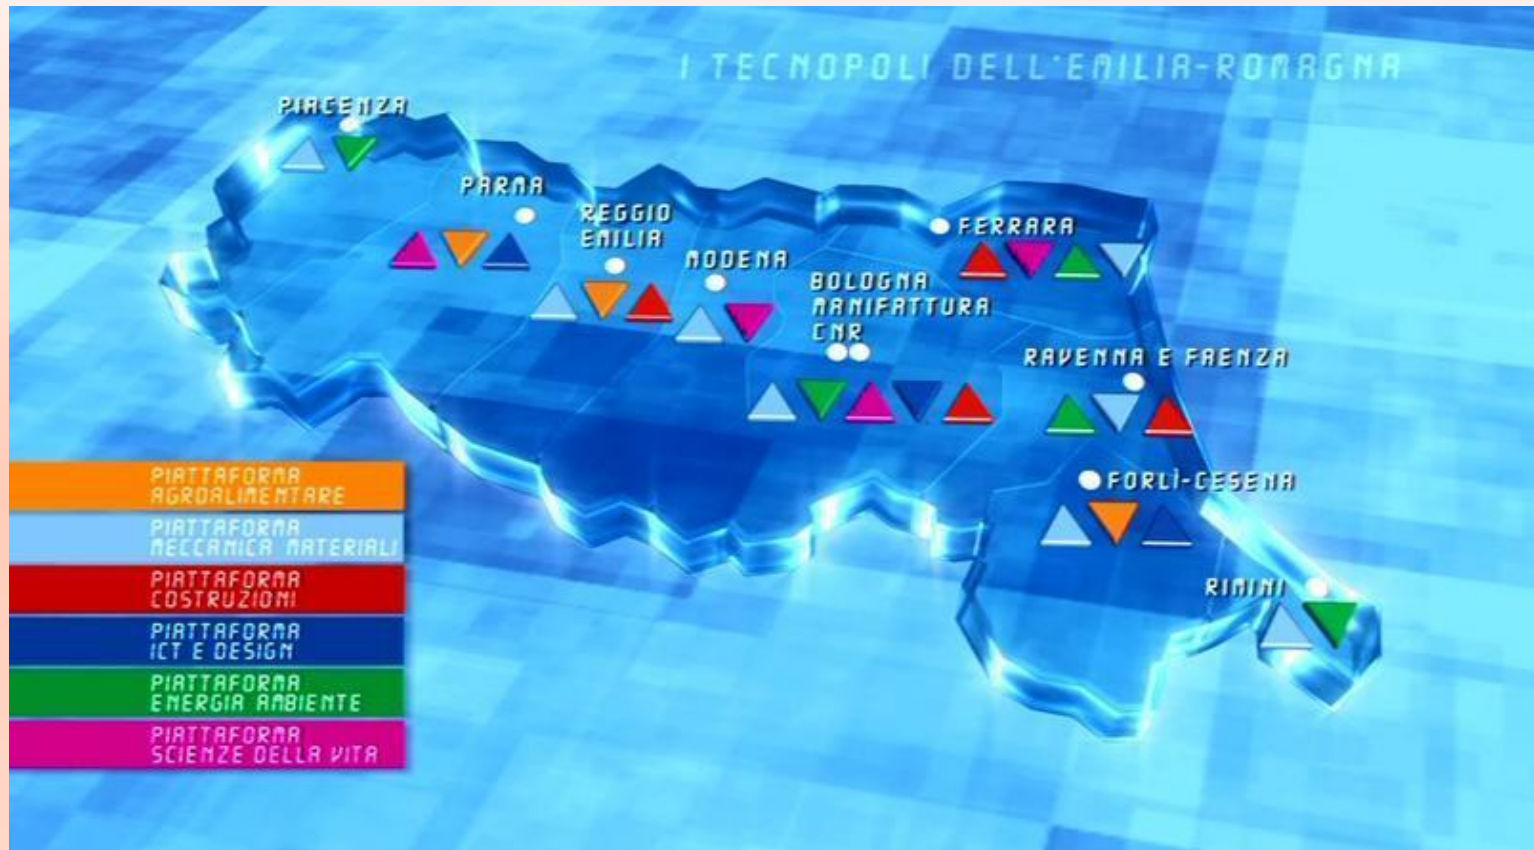 I TECNOPOLI DELL'EMILIA-ROMAGNA
PIACENZA
PARMA
REGGIO
EMILIA
MODENA
FERRARA
BOLOGNA
MANIFATTURA
CNR
RAVENNA E FAENZA
FORLÌ-CESENA
RIMINI
PIATTAFORMA
AGROALIMENTARE
PIATTAFORMA
MECCANICA MATERIALI
PIATTAFORMA
COSTRUZIONI
PIATTAFORMA
ICT E DESIGN
PIATTAFORMA
ENERGIA AMBIENTE
PIATTAFORMA
SCIENZE DELLA VITA